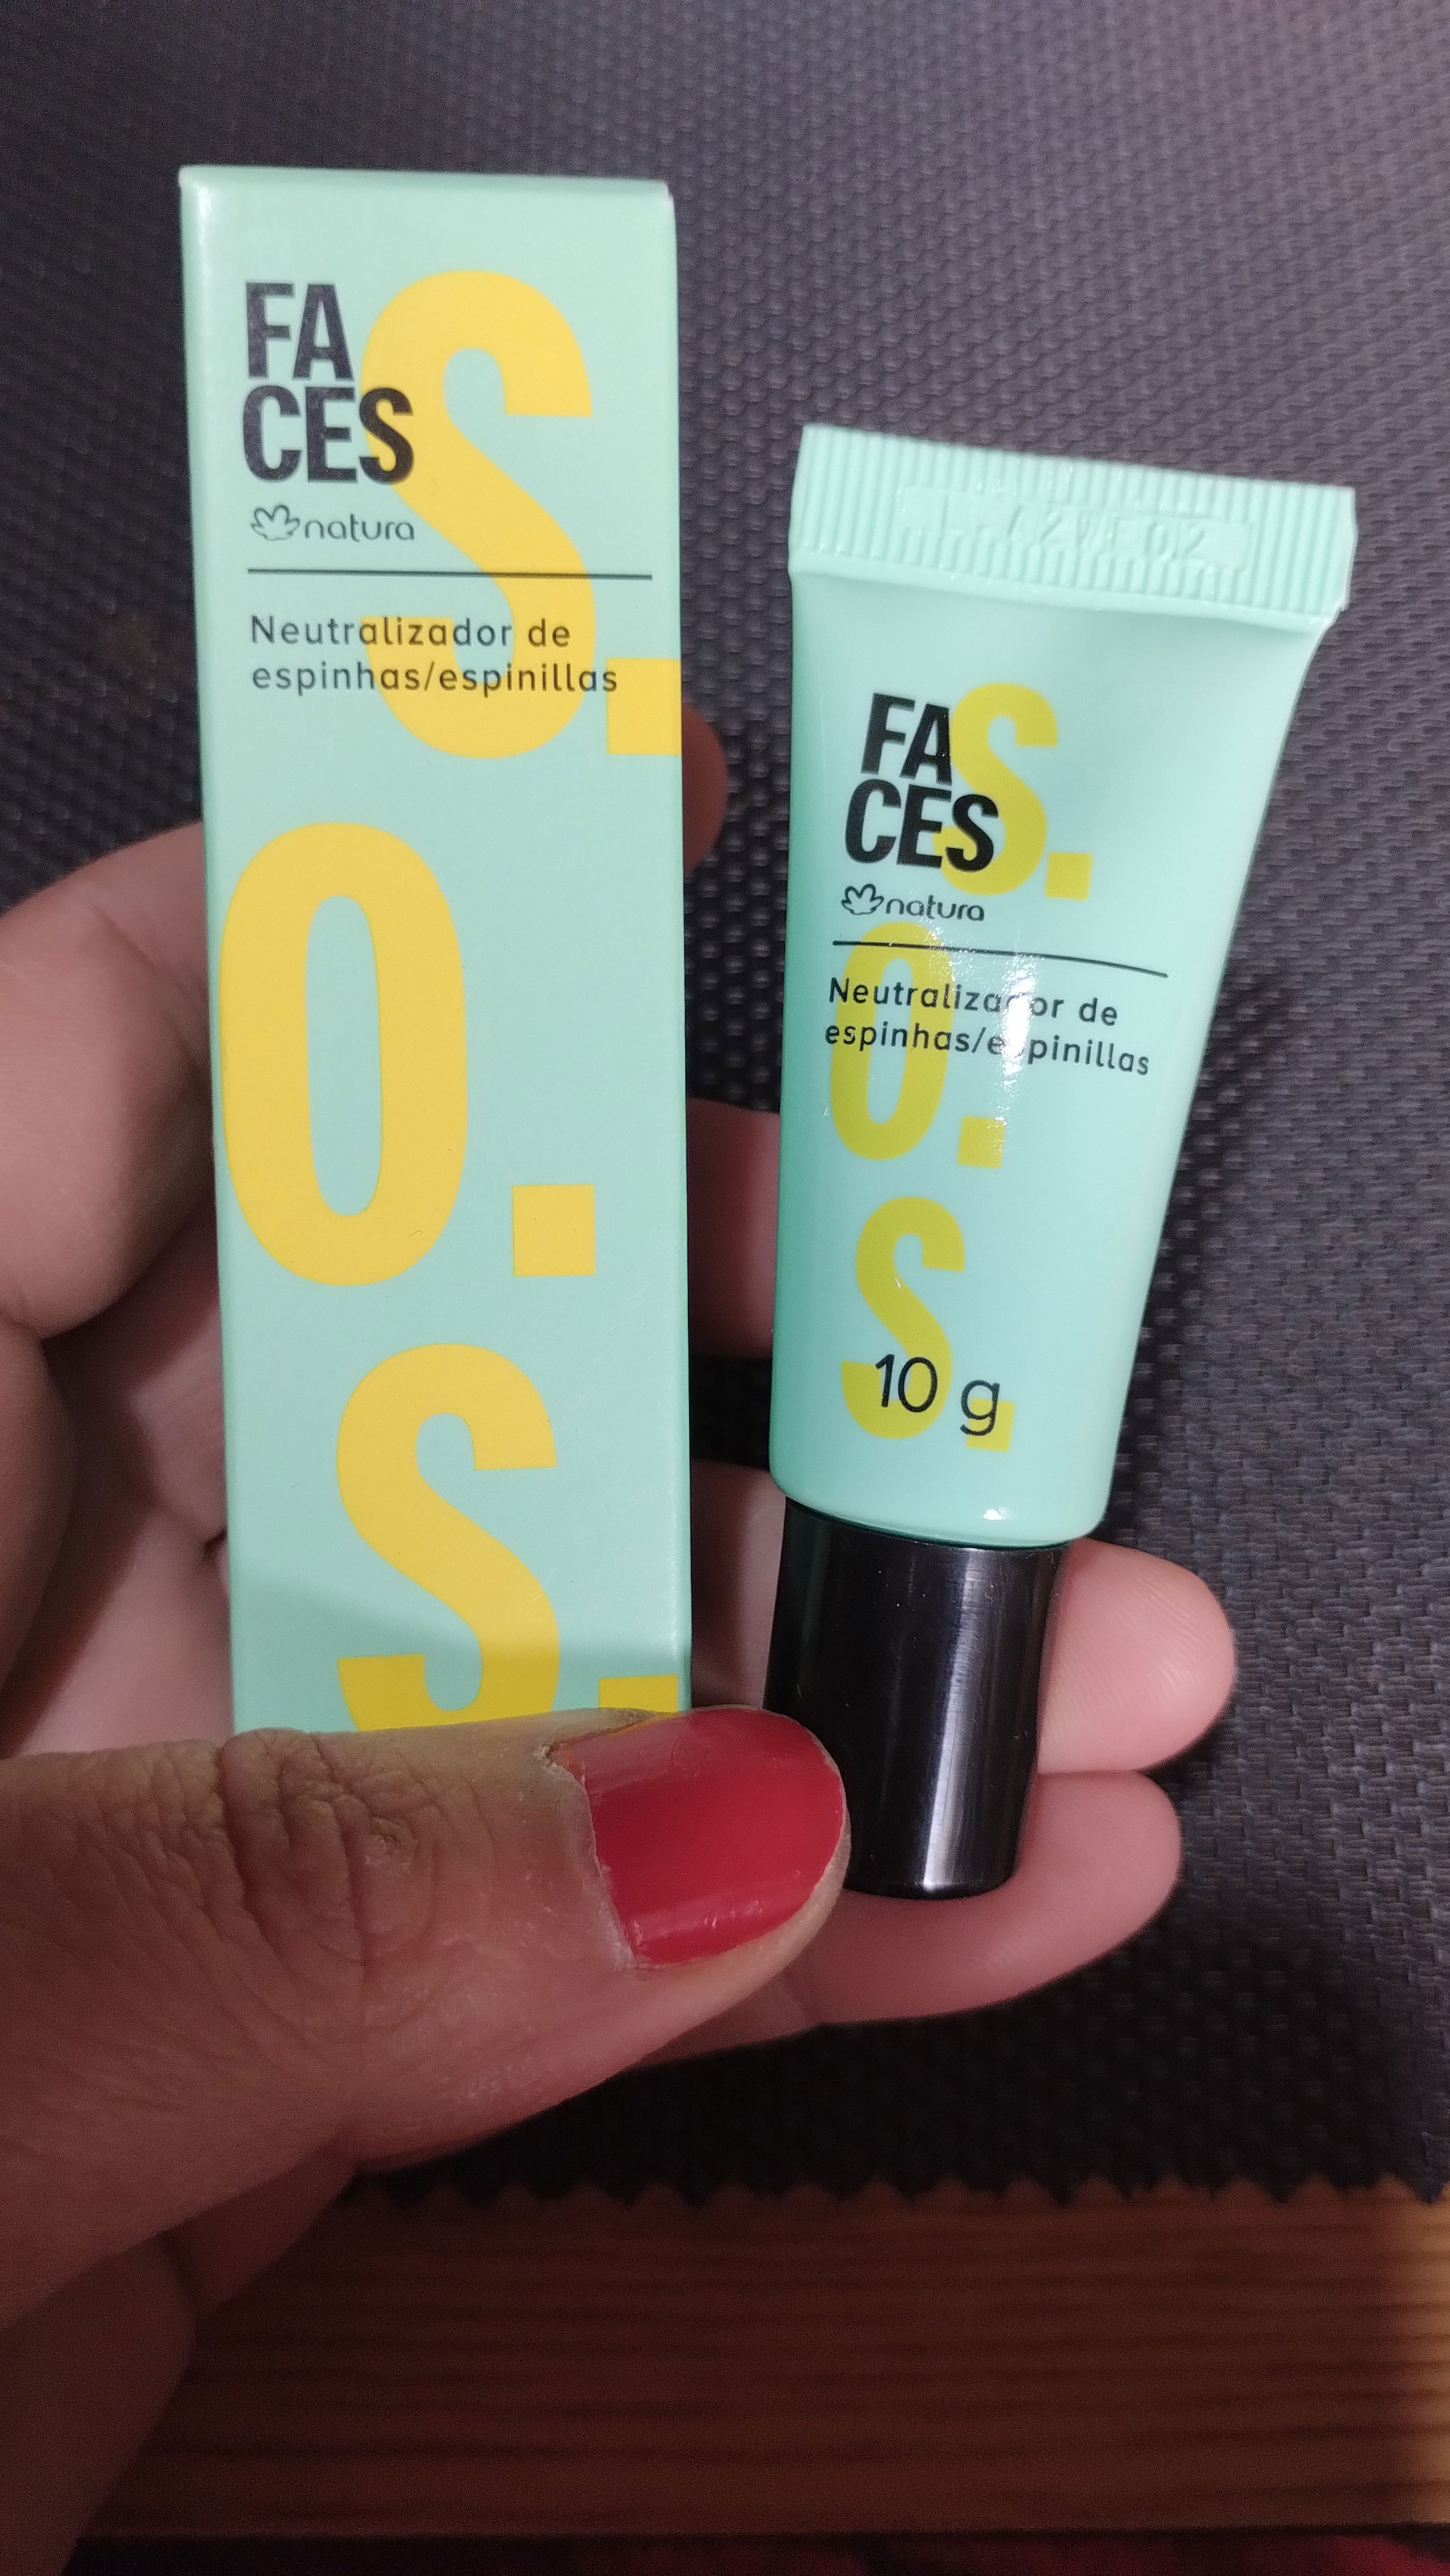 FA
CES
natura
Neutralizador de
espinhas/espinillas
S.
O.
S.
FA
CES
natura
Neutralizador de
espinhas/espinillas
S.
O.
S.
10 g